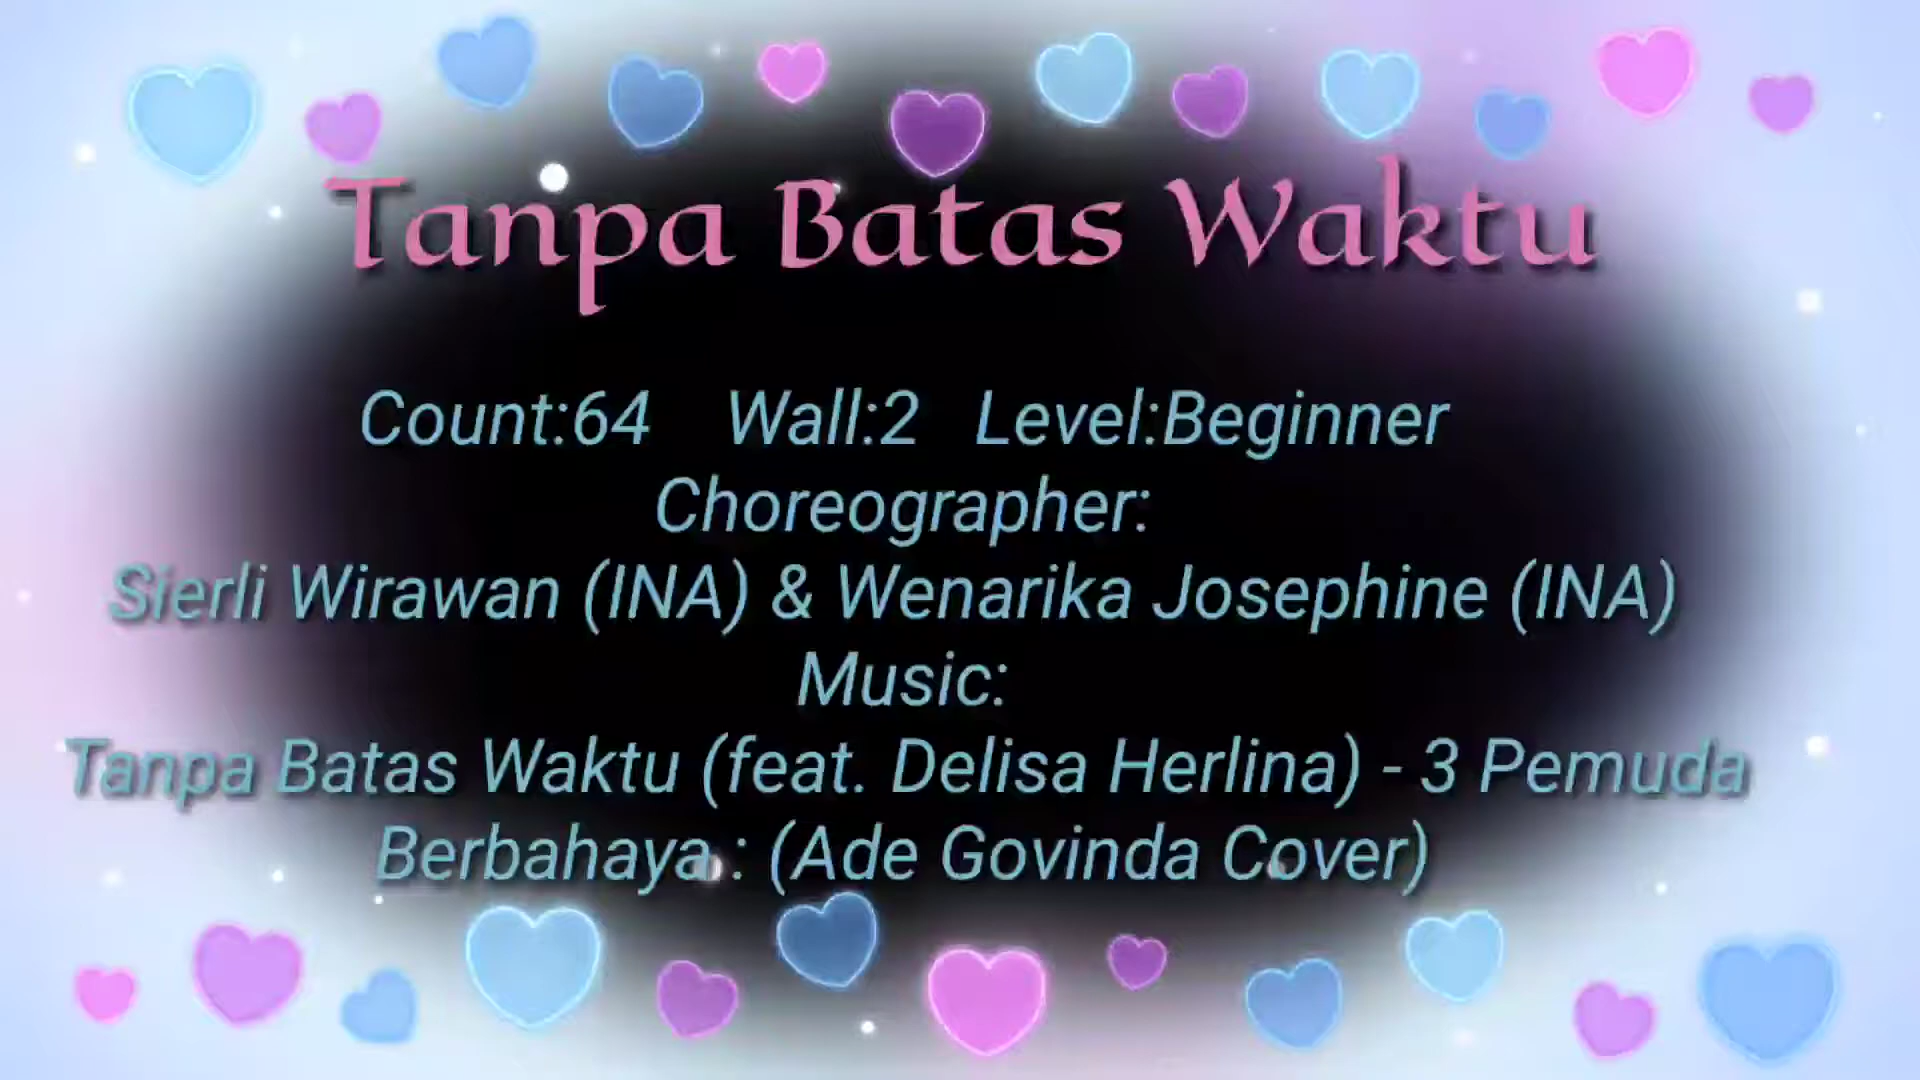 Tanpa Batas Waktu
Count:64 Wall:2 Level:Beginner
Choreographer:
Sierli Wirawan (INA) & Wenarika Josephine (INA)
Music:
Tanpa Batas Waktu (feat. Delisa Herlina) - 3 Pemuda
Berbahaya : (Ade Govinda Cover)